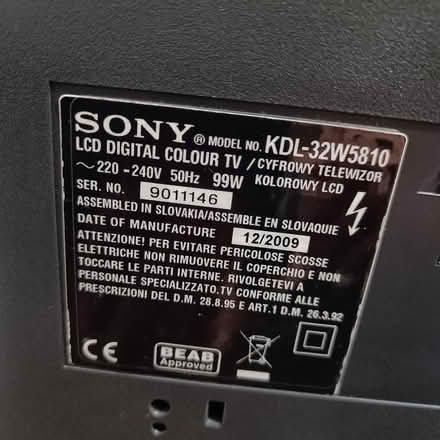 SONY ® MODEL NO. KDL-32W5810
LCD DIGITAL COLOUR TV / CYFROWY TELEWIZOR
~220 -240V 50Hz 99W KOLOROWY LCD
SER. NO. 9011146
ASSEMBLED IN SLOVAKIA/ASSEMBLE EN SLOVAQUIE
DATE OF MANUFACTURE 12/2009
ATTENZIONE! PER EVITARE PERICOLOSE SCOSSE
ELETTRICHE NON RIMUOVERE IL COPERCHIO E NON
TOCCARE LE PARTI INTERNE. RIVOLGETEVI A
PERSONALE SPECIALIZZATO.TV CONFORME ALLE
PRESCRIZIONI DEL D.M. 28.8.95 E ART.1 D.M. 26.3.92
CE
BEAB
Approved